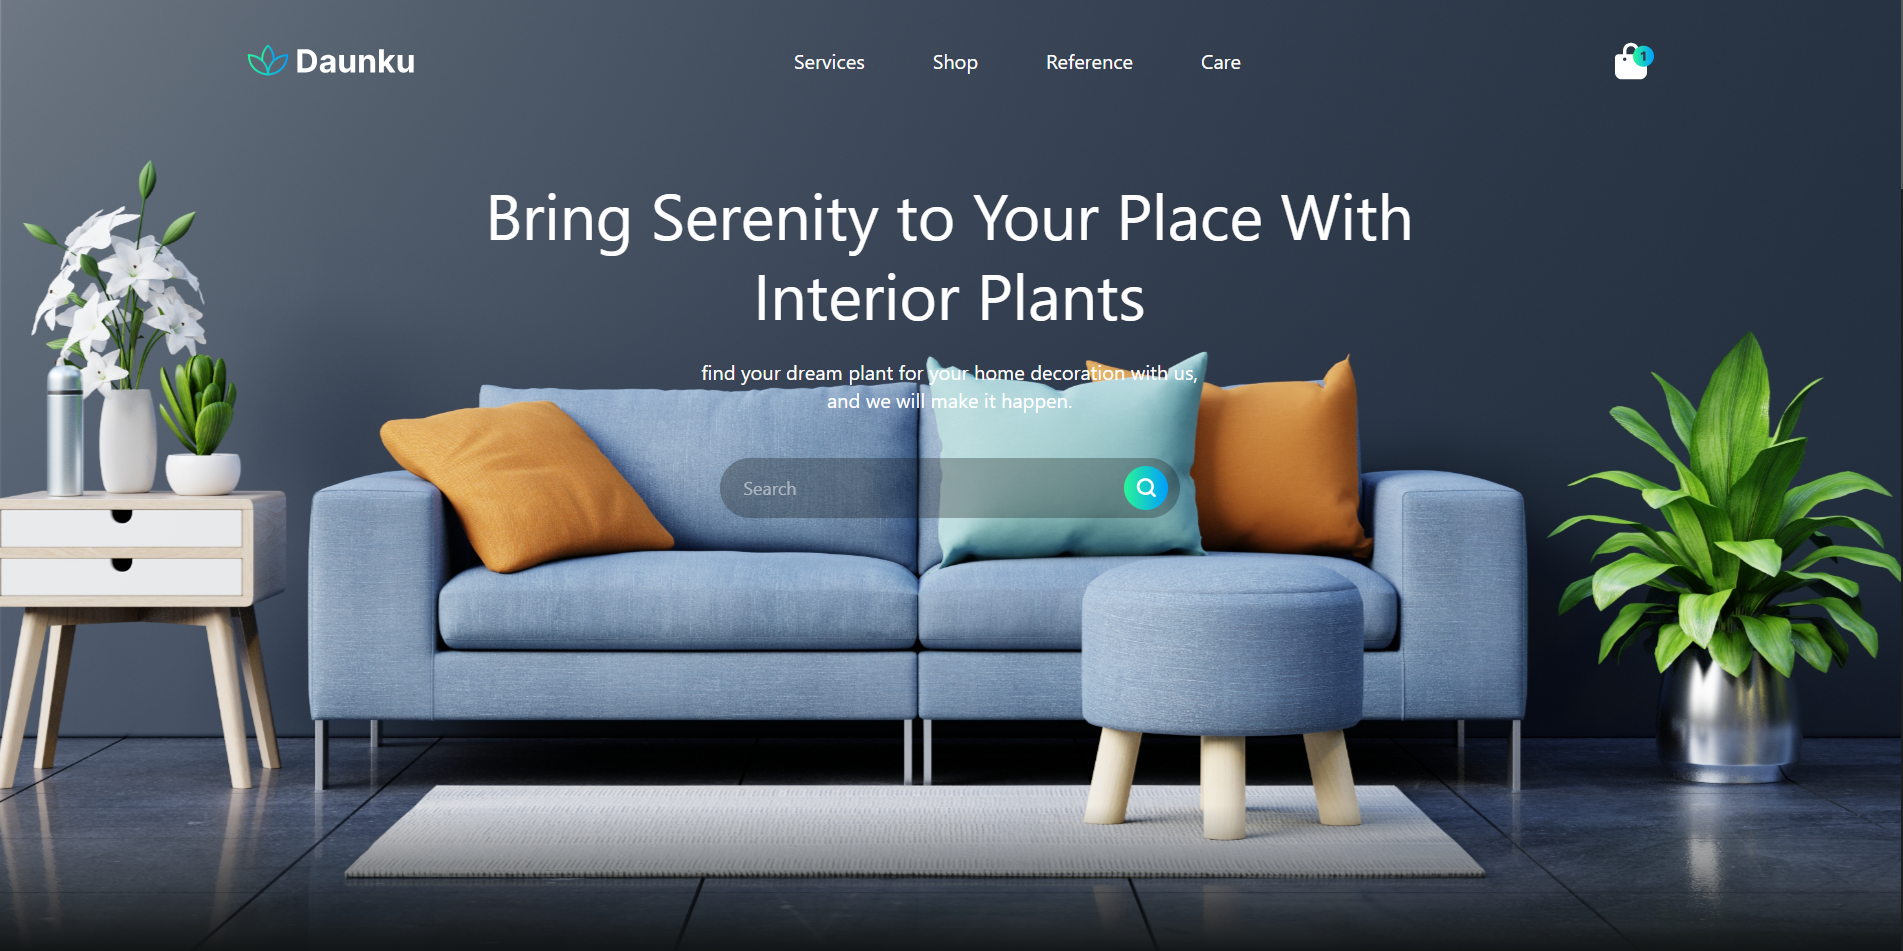 Daunku
Services
Shop
Reference
Care
1
Bring Serenity to Your Place With
Interior Plants
find your dream plant for your home decoration with us,
and we will make it happen.
Search